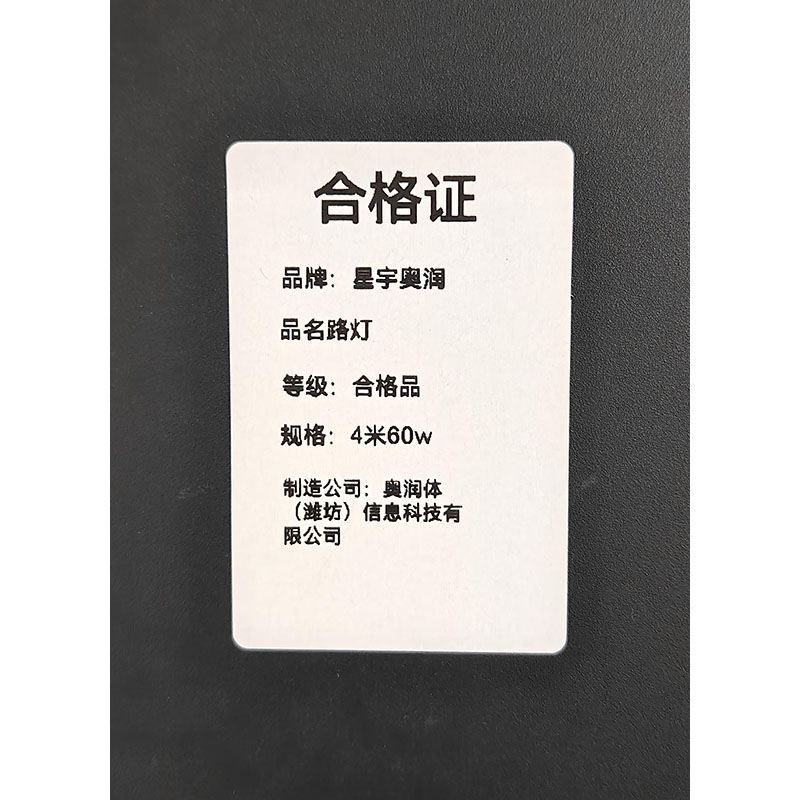 合格证
品牌：星宇奥润
品名路灯
等级：合格品
规格：4米60w
制造公司：奥润体
（潍坊）信息科技有
限公司